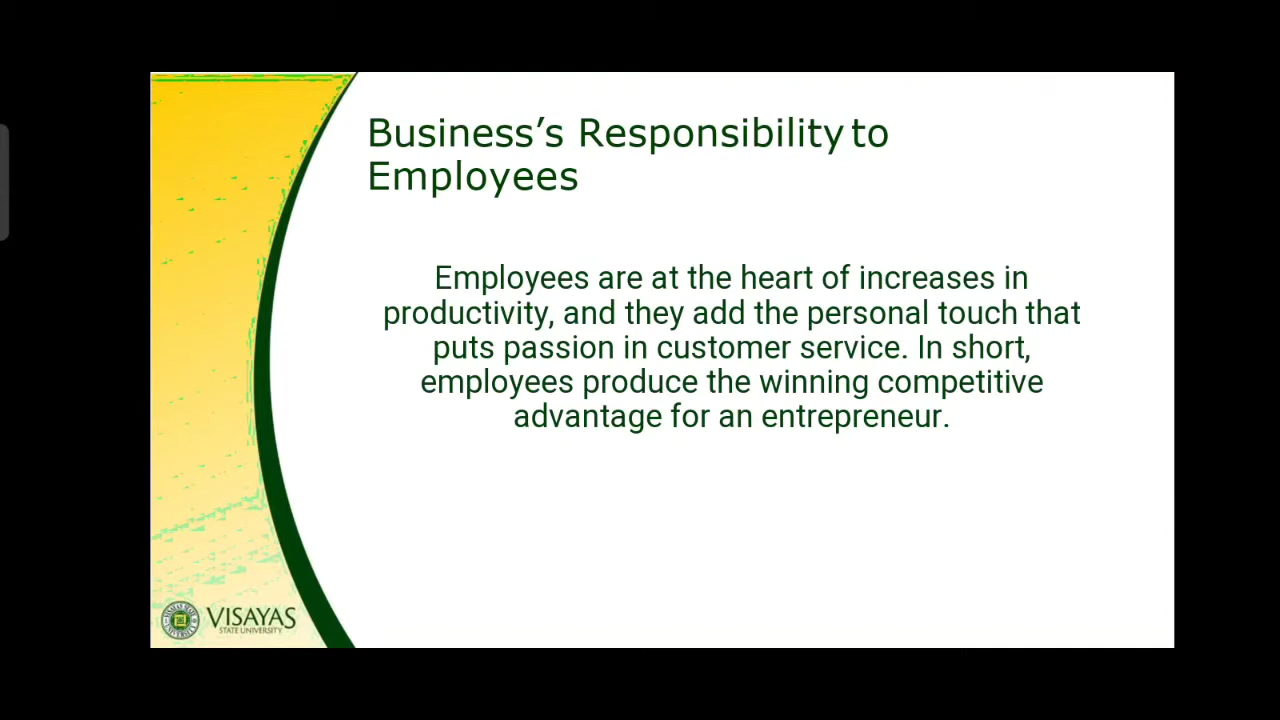 Business’s Responsibility to
Employees
Employees are at the heart of increases in
productivity, and they add the personal touch that
puts passion in customer service. In short,
employees produce the winning competitive
advantage for an entrepreneur.
VISAYAS
STATE UNIVERSITY